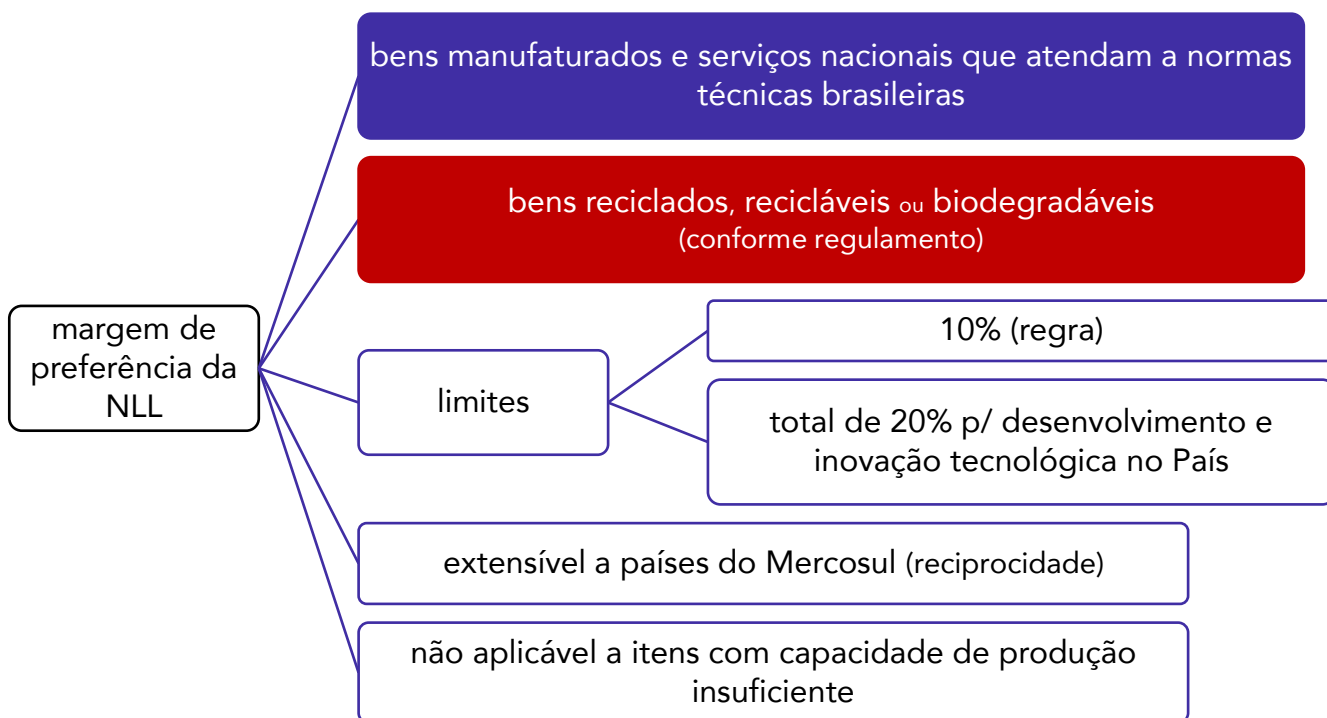 bens manufaturados e serviços nacionais que atendam a normas
técnicas brasileiras
bens reciclados, recicláveis ou biodegradáveis
(conforme regulamento)
margem de
preferência da
NLL
limites
10% (regra)
total de 20% p/ desenvolvimento e
inovação tecnológica no País
extensível a países do Mercosul (reciprocidade)
não aplicável a itens com capacidade de produção
insuficiente